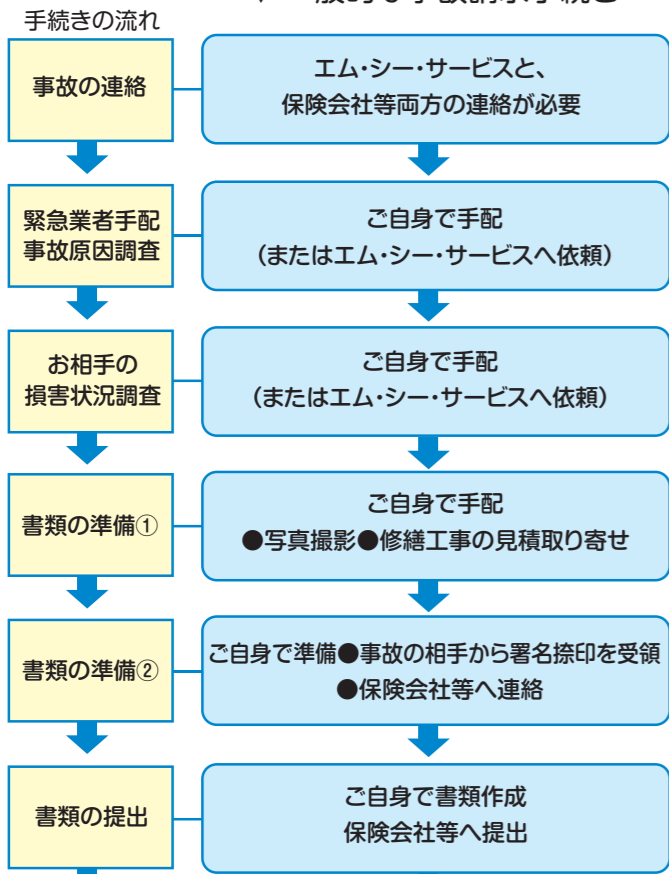 手続きの流れ
事故の連絡
エム・シー・サービスと、
保険会社等両方の連絡が必要
緊急業者手配
事故原因調査
ご自身で手配
(またはエム・シー・サービスへ依頼)
お相手の
損害状況調査
ご自身で手配
(またはエム・シー・サービスへ依頼)
書類の準備①
ご自身で手配
●写真撮影●修繕工事の見積取り寄せ
書類の準備②
ご自身で準備●事故の相手から署名捺印を受領
●保険会社等へ連絡
書類の提出
ご自身で書類作成
保険会社等へ提出